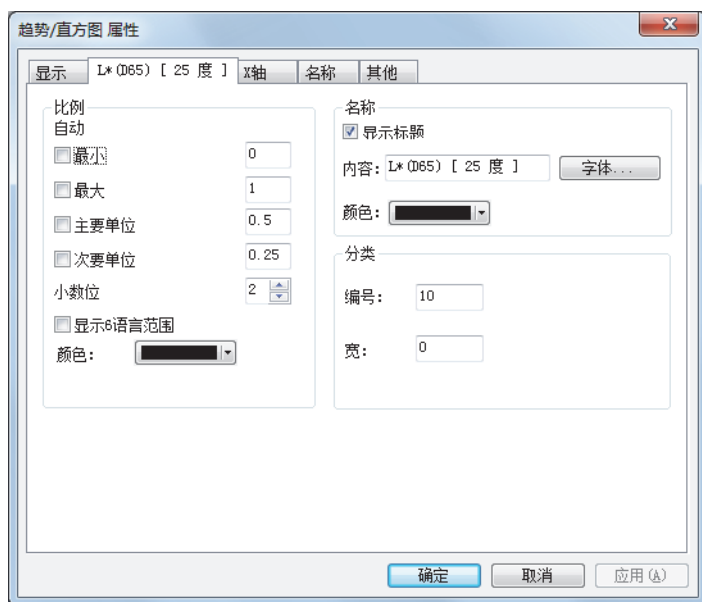 趋势/直方图 属性
显示
L*(D65) [ 25 度 ]
X轴
名称
其他
比例
自动
最小
0
最大
1
主要单位
0.5
次要单位
0.25
小数位
2
显示6语言范围
颜色：
名称
显示标题
内容：
L*(D65) [ 25 度 ]
字体...
颜色：
分类
编号：
10
宽：
0
确定
取消
应用(A)